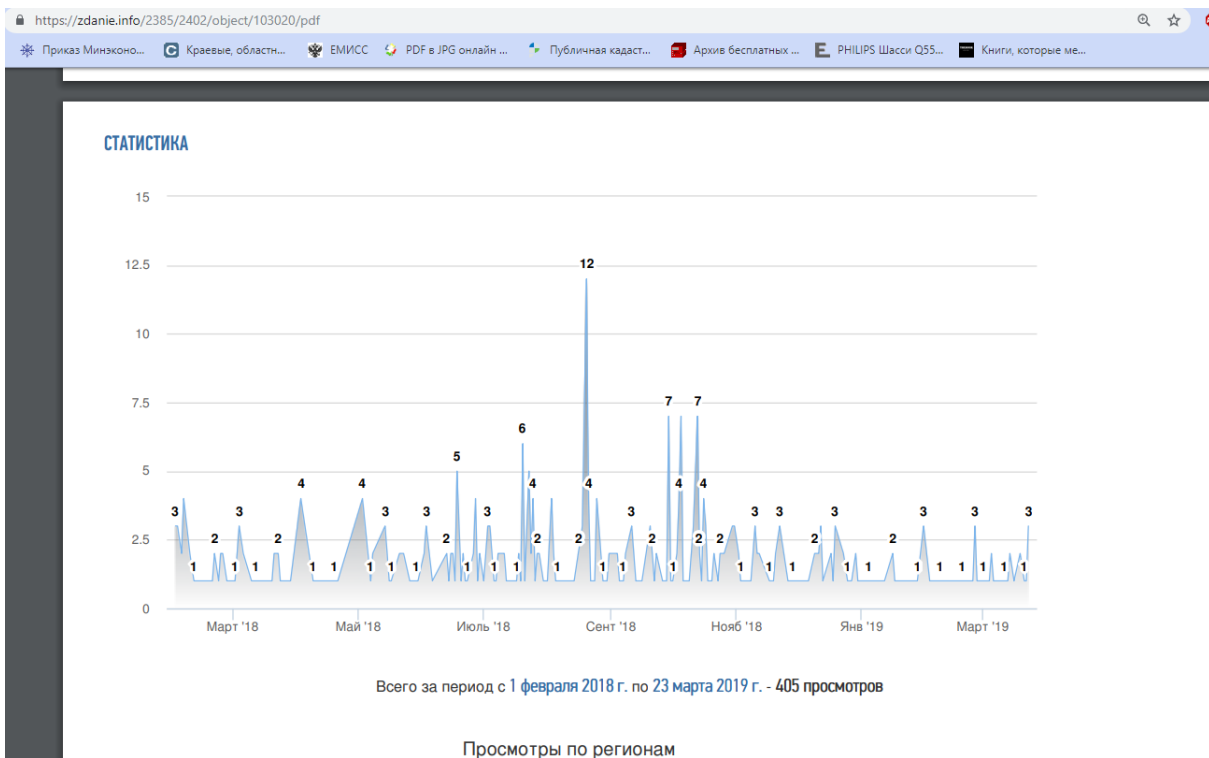 https://zdanie.info/2385/2402/object/103020/pdf
Приказ Минэконо... Краевые, областн... ЕМИСС PDF в JPG онлайн ... Публичная кадаст... Архив бесплатных ... PHILIPS Шасси Q55... Книги, которые ме...
СТАТИСТИКА
15
12.5
12
10
7.5
7 7
6
5
5
4 4 4 4 4 4
3 3 3 3 3 3 3 3 3 3 3 3
2.5
2 2 2 2 2 2 2 2 2 2
1 1 1 1 1 1 1 1 1 1 1 1 1 1 1 1 1 1 1 1 1 1 1 1 1
0
Март '18 Май '18 Июль '18 Сент '18 Нояб '18 Янв '19 Март '19
Всего за период с 1 февраля 2018 г. по 23 марта 2019 г. - 405 просмотров
Просмотры по регионам